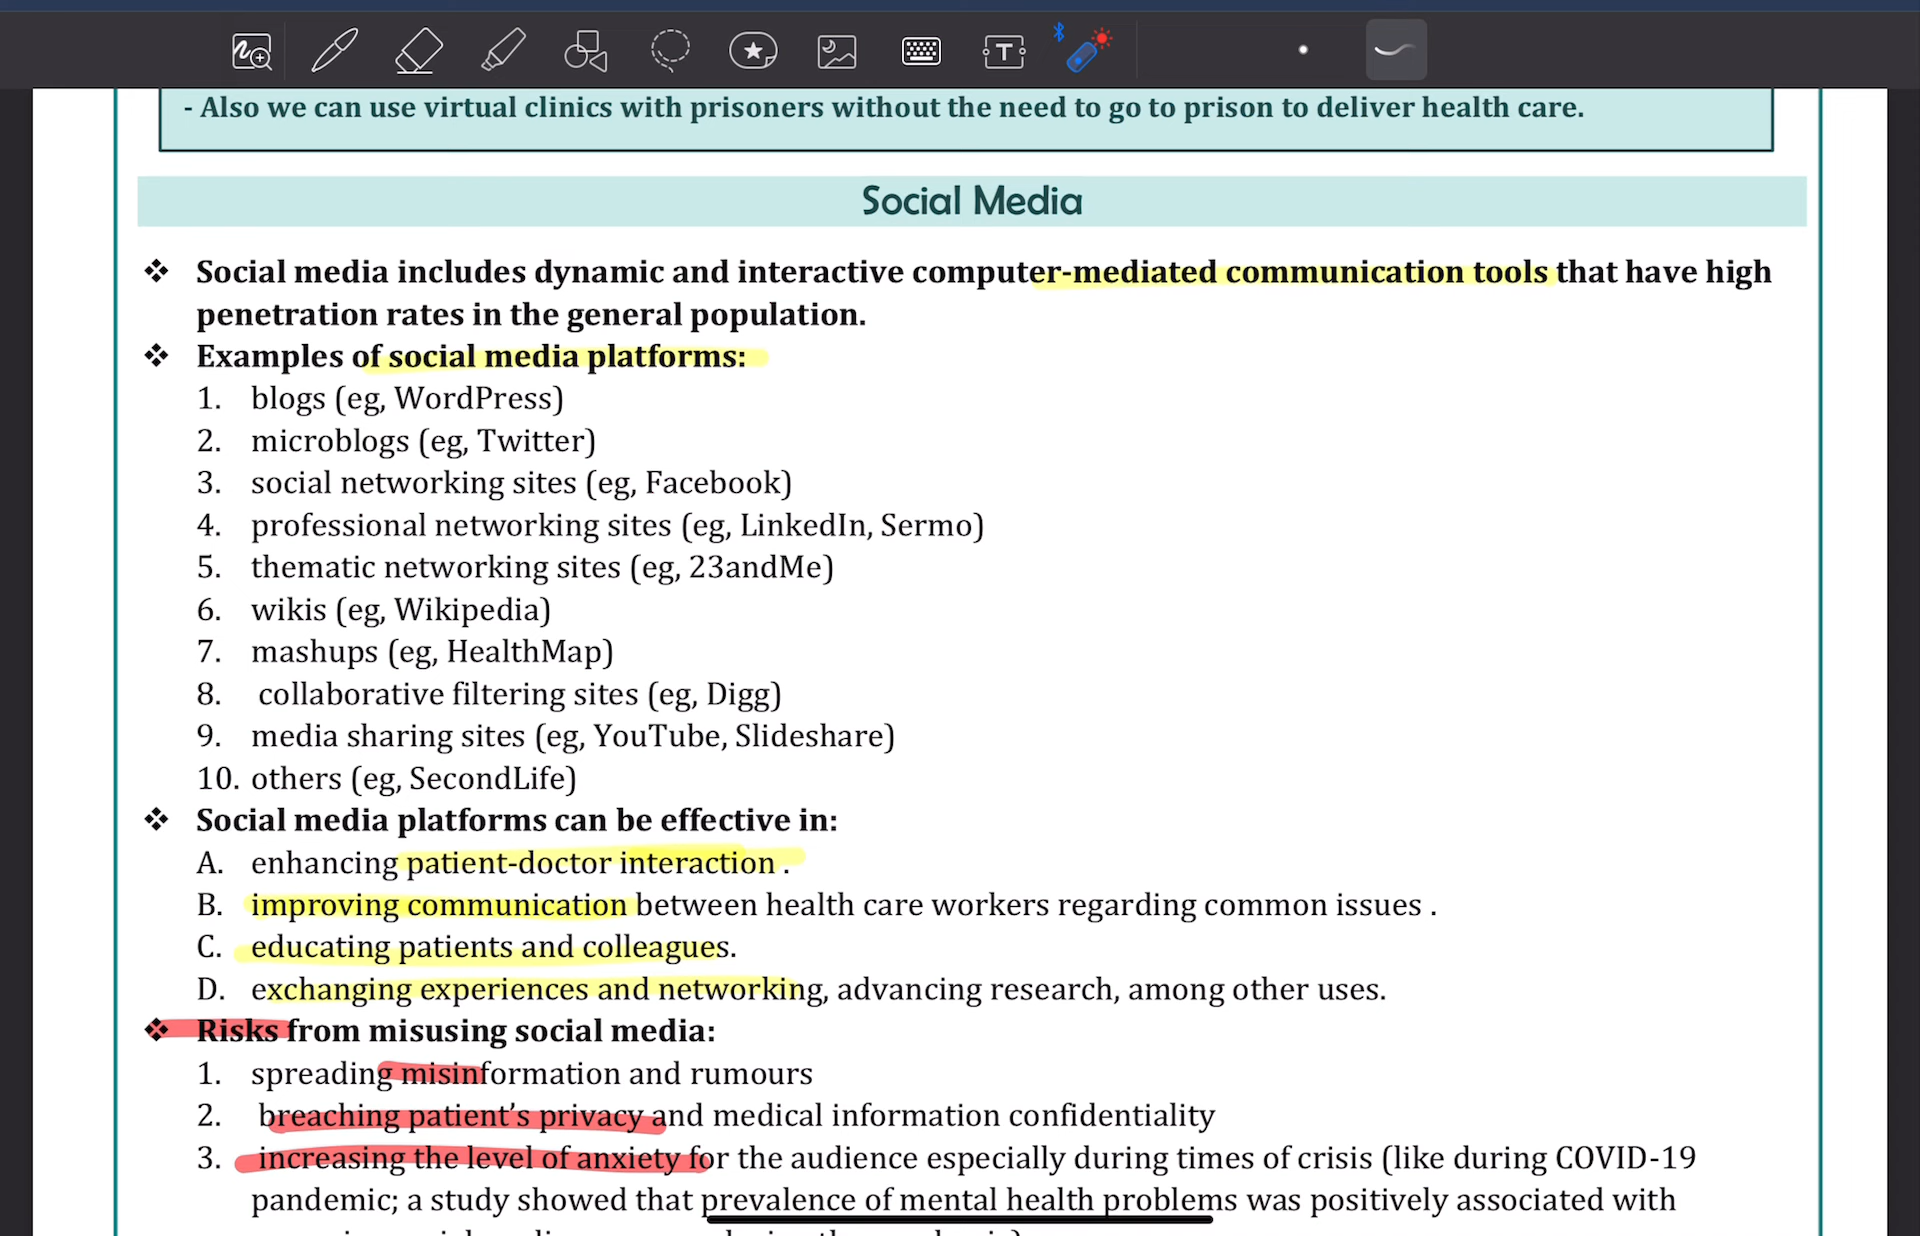 - Also we can use virtual clinics with prisoners without the need to go to prison to deliver health care.
Social Media
❖ Social media includes dynamic and interactive computer-mediated communication tools that have high
penetration rates in the general population.
❖ Examples of social media platforms:
1. blogs (eg, WordPress)
2. microblogs (eg, Twitter)
3. social networking sites (eg, Facebook)
4. professional networking sites (eg, LinkedIn, Sermo)
5. thematic networking sites (eg, 23andMe)
6. wikis (eg, Wikipedia)
7. mashups (eg, HealthMap)
8. collaborative filtering sites (eg, Digg)
9. media sharing sites (eg, YouTube, Slideshare)
10. others (eg, SecondLife)
❖ Social media platforms can be effective in:
A. enhancing patient-doctor interaction .
B. improving communication between health care workers regarding common issues .
C. educating patients and colleagues.
D. exchanging experiences and networking, advancing research, among other uses.
❖ Risks from misusing social media:
1. spreading misinformation and rumours
2. breaching patient’s privacy and medical information confidentiality
3. increasing the level of anxiety for the audience especially during times of crisis (like during COVID-19
pandemic; a study showed that prevalence of mental health problems was positively associated with